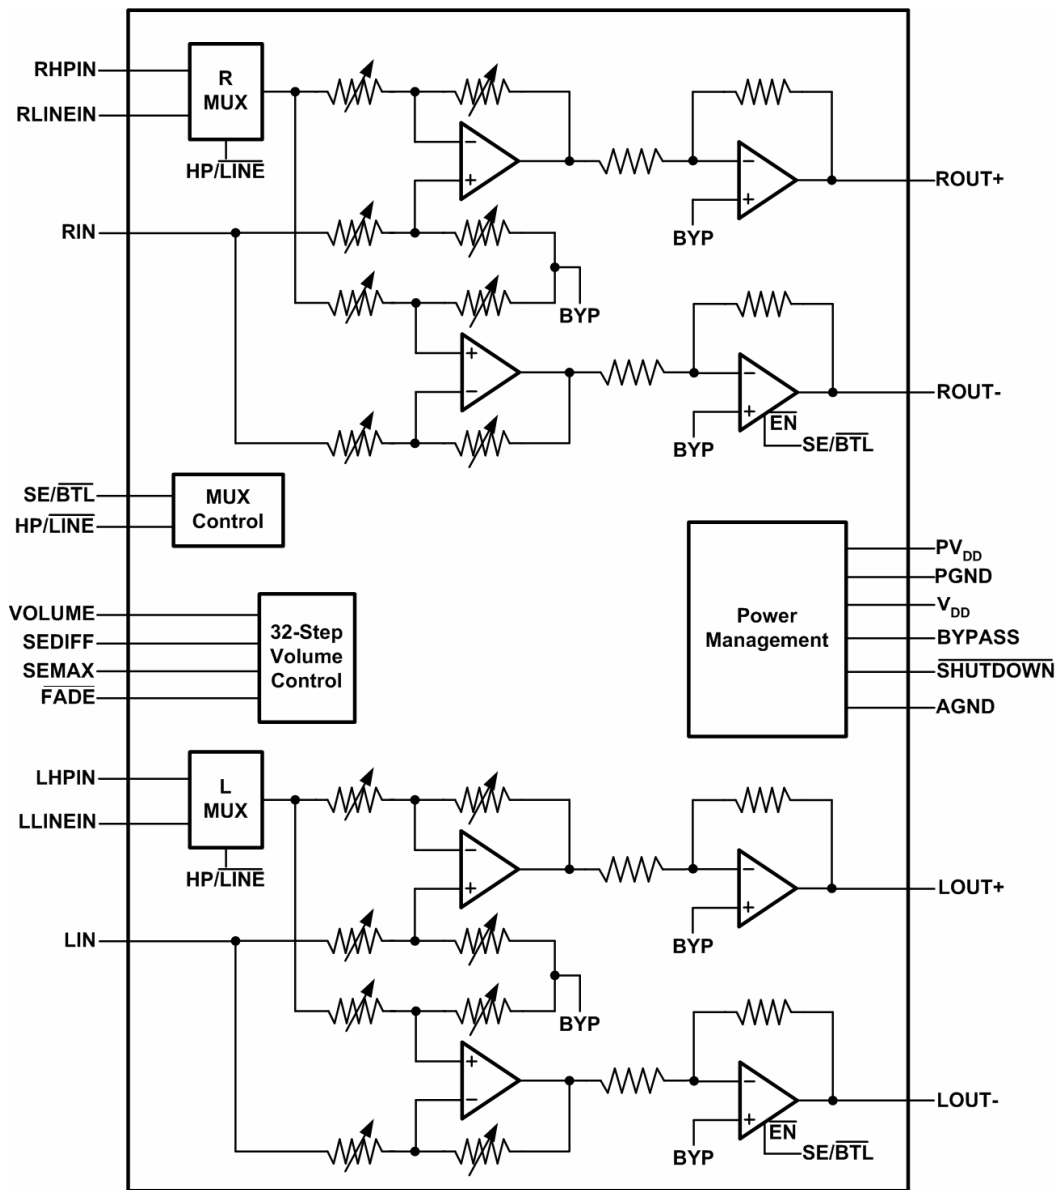 RHPIN
RLINEIN
R
MUX
HP/LINE
RIN
−
+
−
+
BYP
ROUT+
BYP
+
−
−
+
BYP
EN
SE/BTL
ROUT-
SE/BTL
HP/LINE
MUX
Control
VOLUME
SEDIFF
SEMAX
FADE
32-Step
Volume
Control
Power
Management
PVDD
PGND
VDD
BYPASS
SHUTDOWN
AGND
LHPIN
LLINEIN
L
MUX
HP/LINE
LIN
−
+
−
+
BYP
LOUT+
BYP
+
−
−
+
BYP
EN
SE/BTL
LOUT-